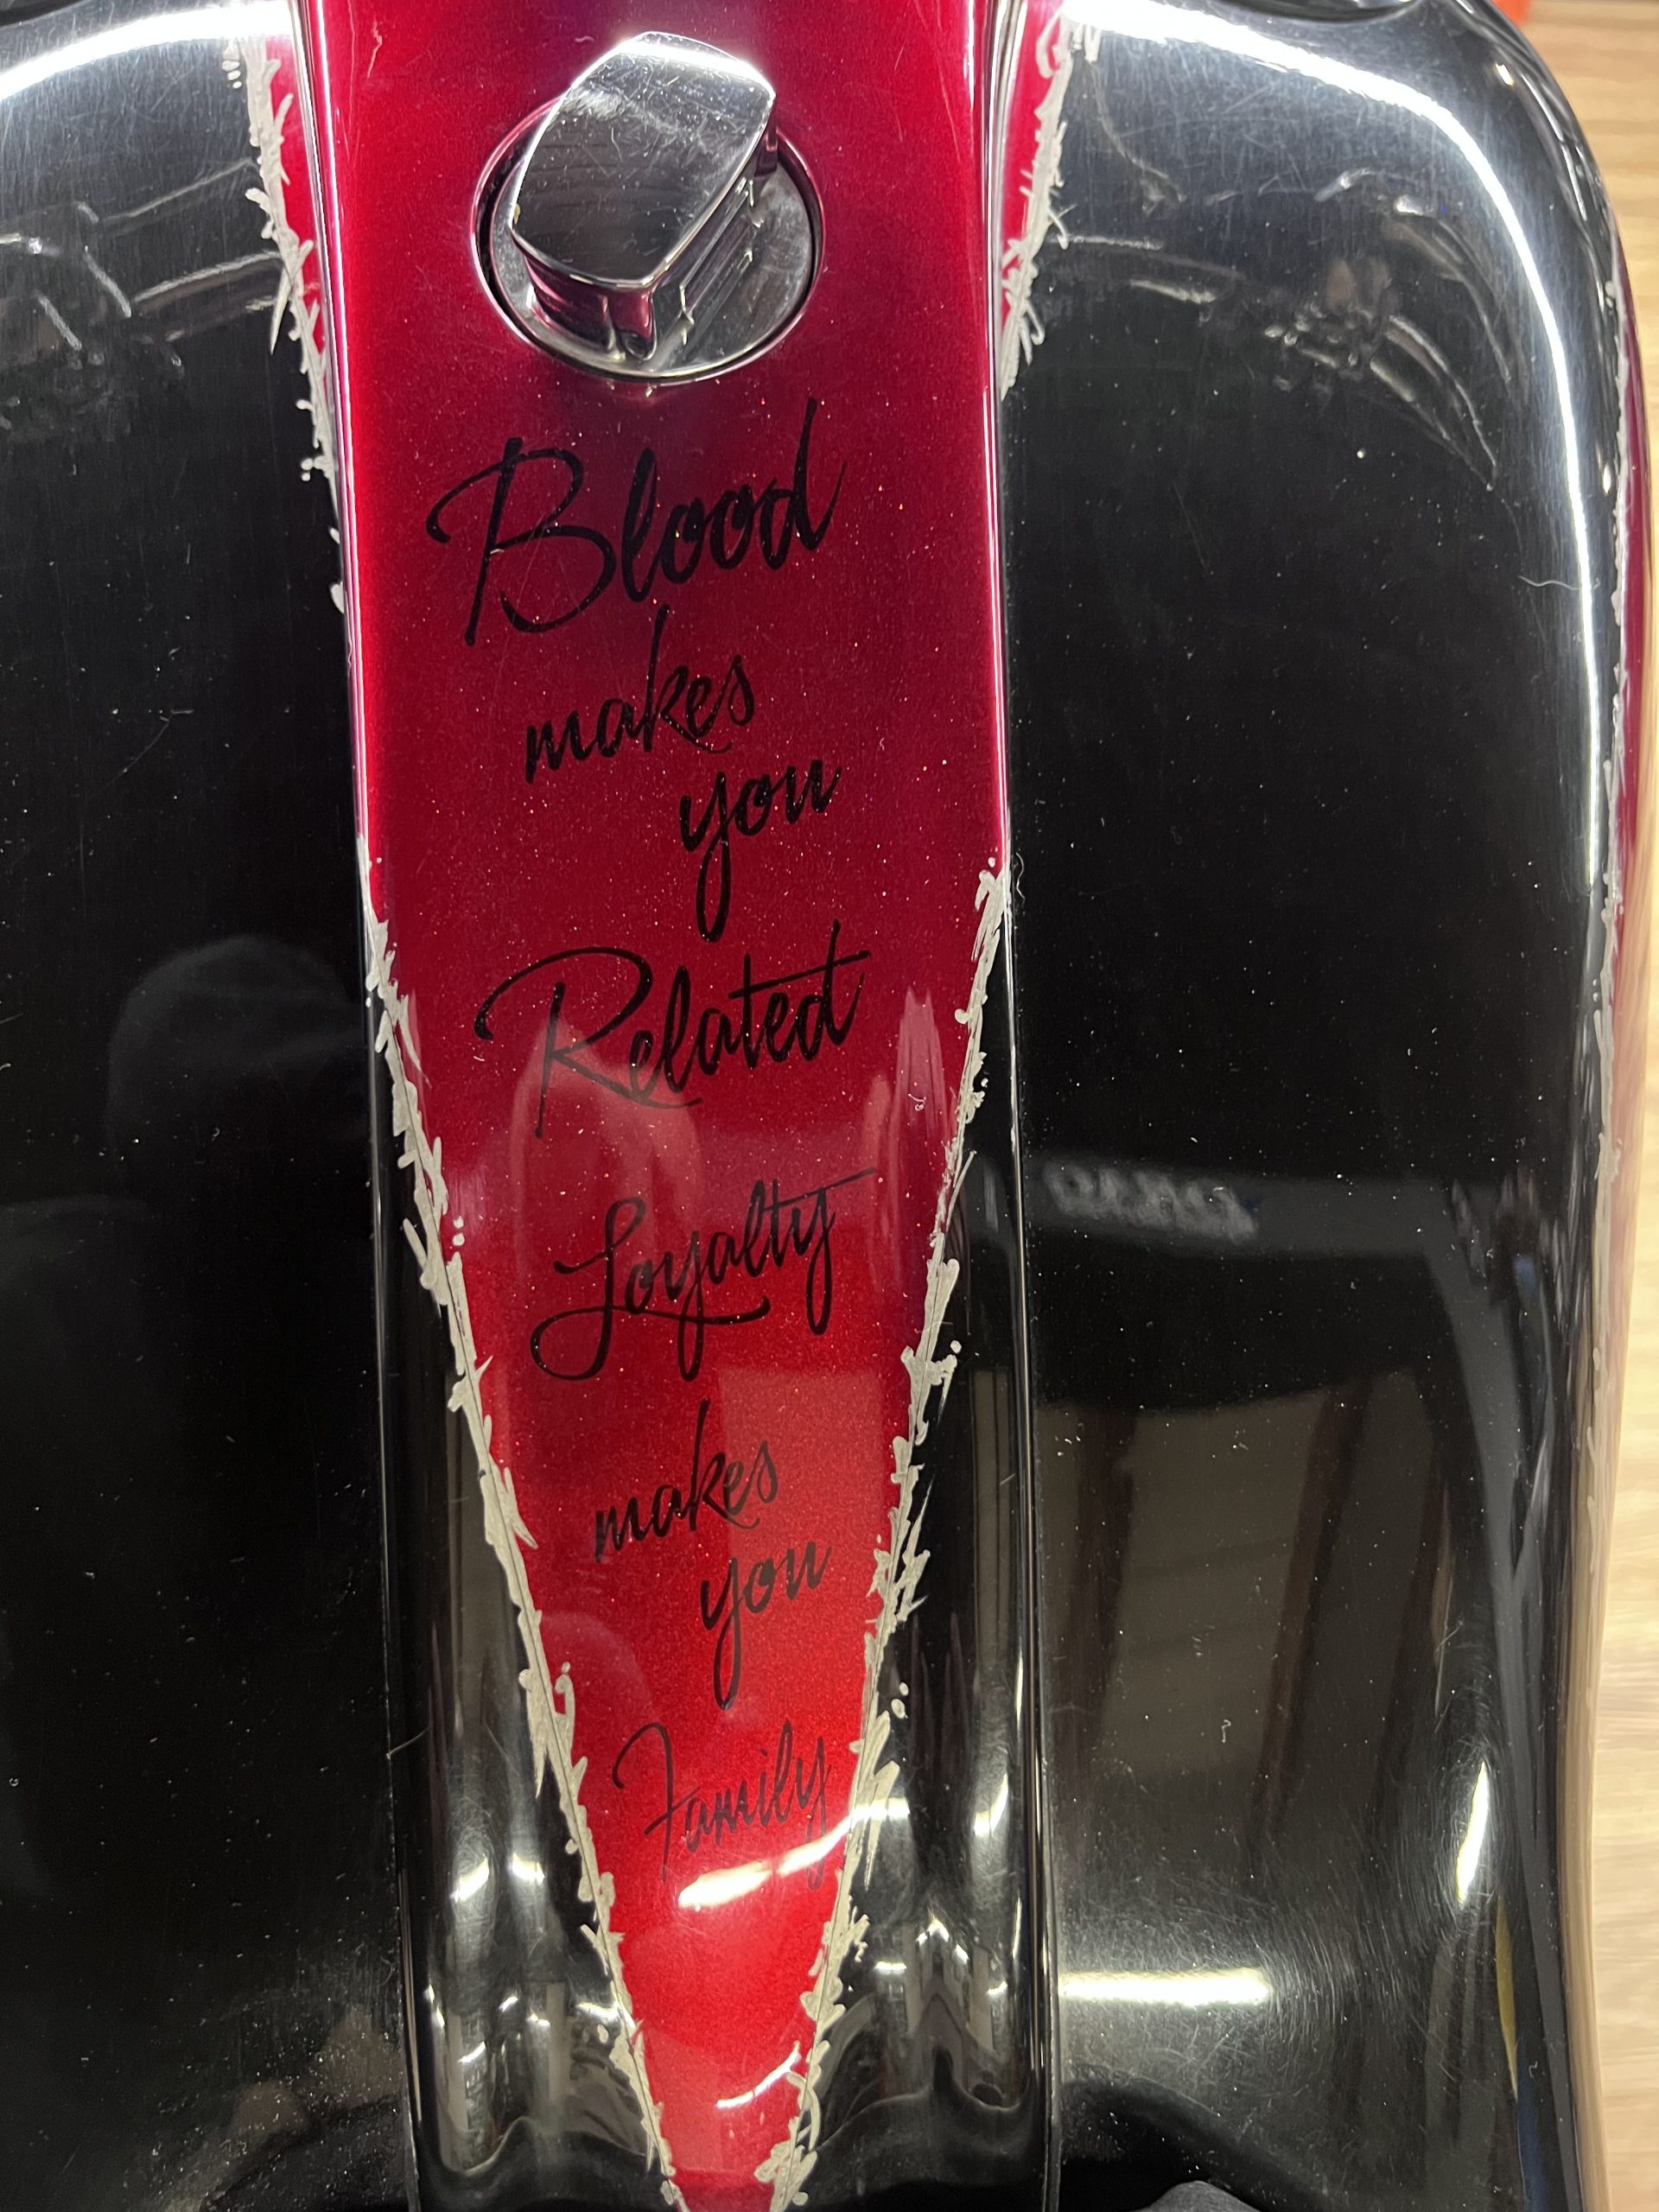 Blood
makes
you
Related
Loyalty
makes
you
Family